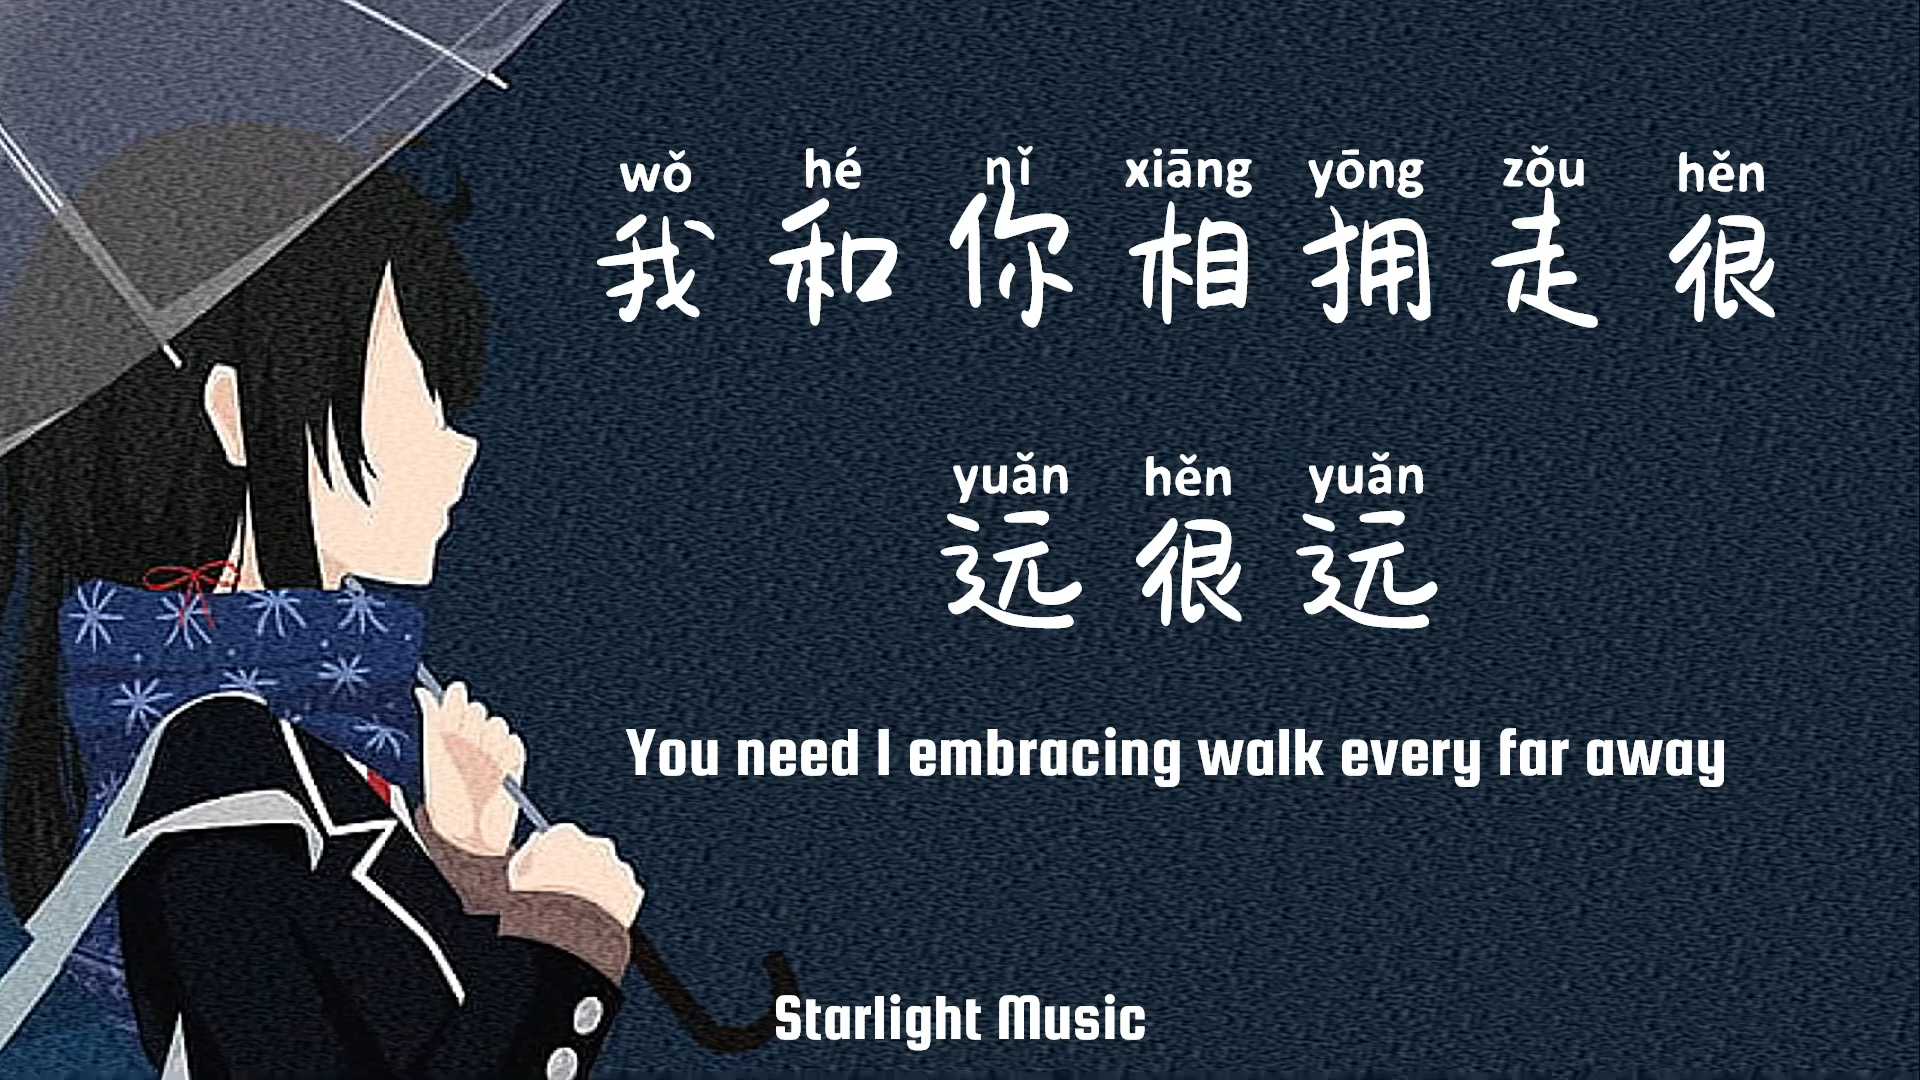 wǒ hé nǐ xiāng yōng zǒu hěn
我 和 你 相 拥 走 很
yuǎn hěn yuǎn
远 很 远
You need I embracing walk every far away
Starlight Music